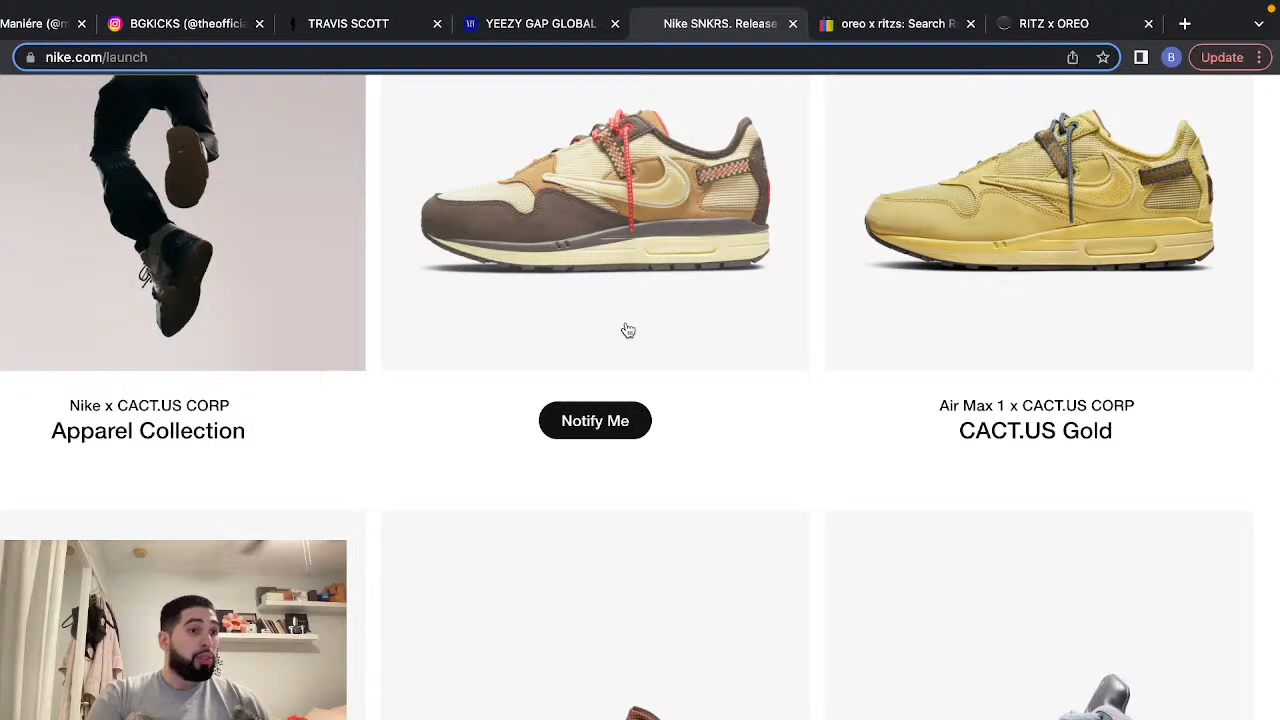 Maniére (@m
BGKICKS (@theofficia
TRAVIS SCOTT
YEEZY GAP GLOBAL
Nike SNKRS. Release
oreo x ritzs: Search R
RITZ x OREO
nike.com/launch
B
Update
Nike x CACT.US CORP
Apparel Collection
Notify Me
Air Max 1 x CACT.US CORP
CACT.US Gold